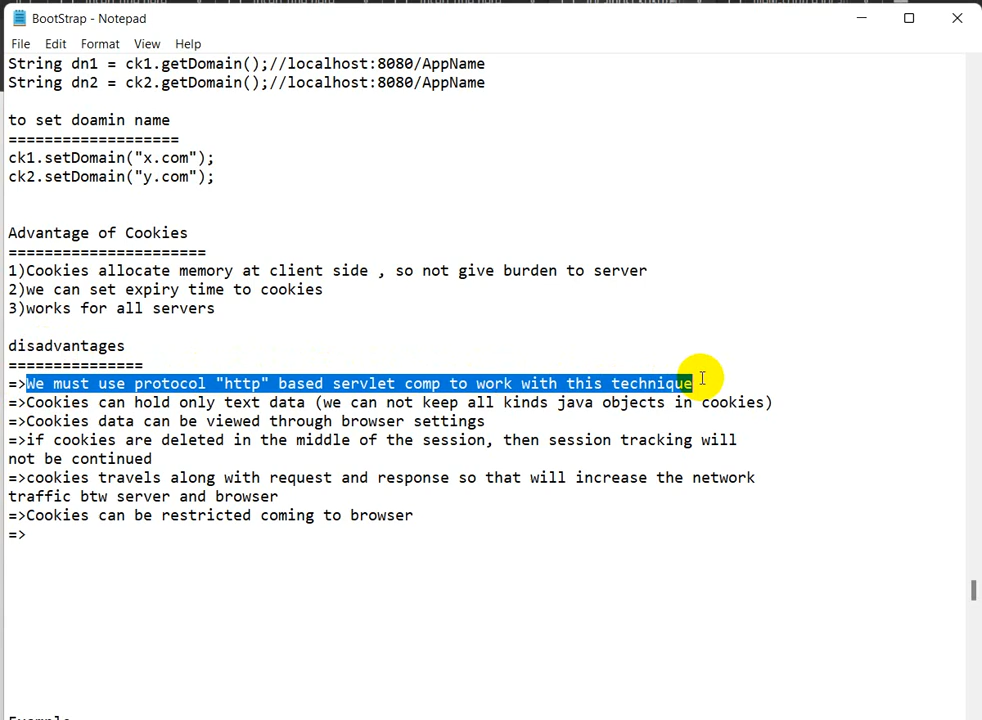 BootStrap - Notepad
File Edit Format View Help
String dn1 = ck1.getDomain();//localhost:8080/AppName
String dn2 = ck2.getDomain();//localhost:8080/AppName
to set doamin name
===================
ck1.setDomain("x.com");
ck2.setDomain("y.com");
Advantage of Cookies
======================
1)Cookies allocate memory at client side , so not give burden to server
2)we can set expiry time to cookies
3)works for all servers
disadvantages
===============
=>We must use protocol "http" based servlet comp to work with this technique
=>Cookies can hold only text data (we can not keep all kinds java objects in cookies)
=>Cookies data can be viewed through browser settings
=>if cookies are deleted in the middle of the session, then session tracking will
not be continued
=>cookies travels along with request and response so that will increase the network
traffic btw server and browser
=>Cookies can be restricted coming to browser
=>